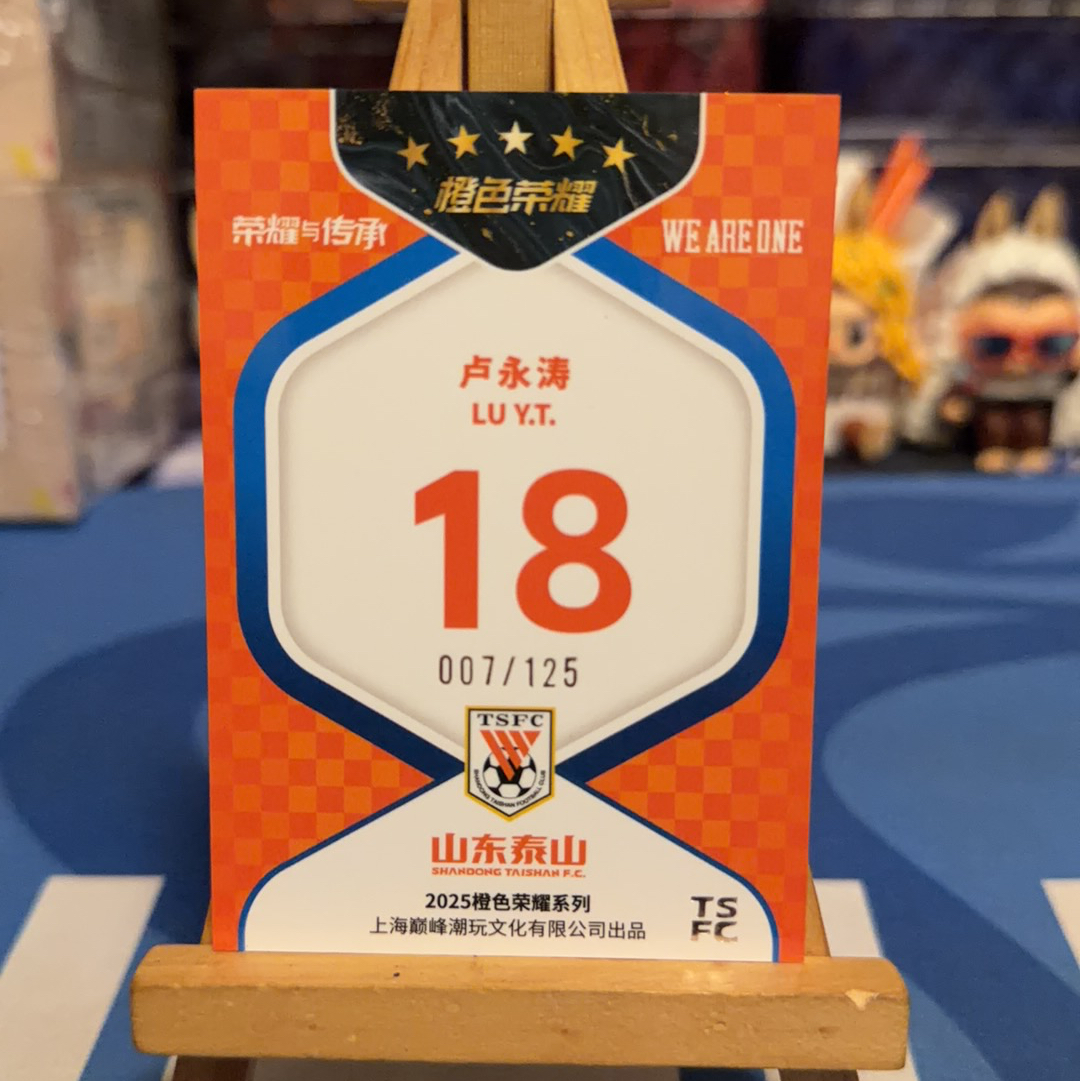 橙色荣耀
荣耀与传承
WE ARE ONE
卢永涛
LU Y.T.
18
007/125
TSFC
SHANDONG TAISHAN FOOTBALL CLUB
山东泰山
SHANDONG TAISHAN F.C.
2025橙色荣耀系列
上海巅峰潮玩文化有限公司出品
TS
FC